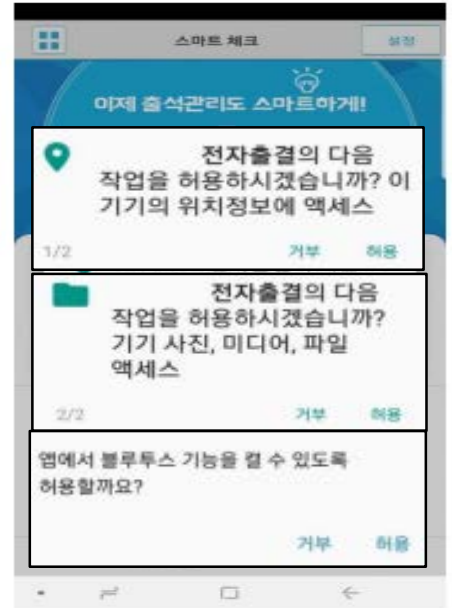 스마트 체크
설정
이제 출석관리도 스마트하게!
전자출결의 다음
작업을 허용하시겠습니까? 이
기기의 위치정보에 액세스
1/2
거부 허용
전자출결의 다음
작업을 허용하시겠습니까?
기기 사진, 미디어, 파일
액세스
2/2
거부 허용
앱에서 블루투스 기능을 켤 수 있도록
허용할까요?
거부 허용